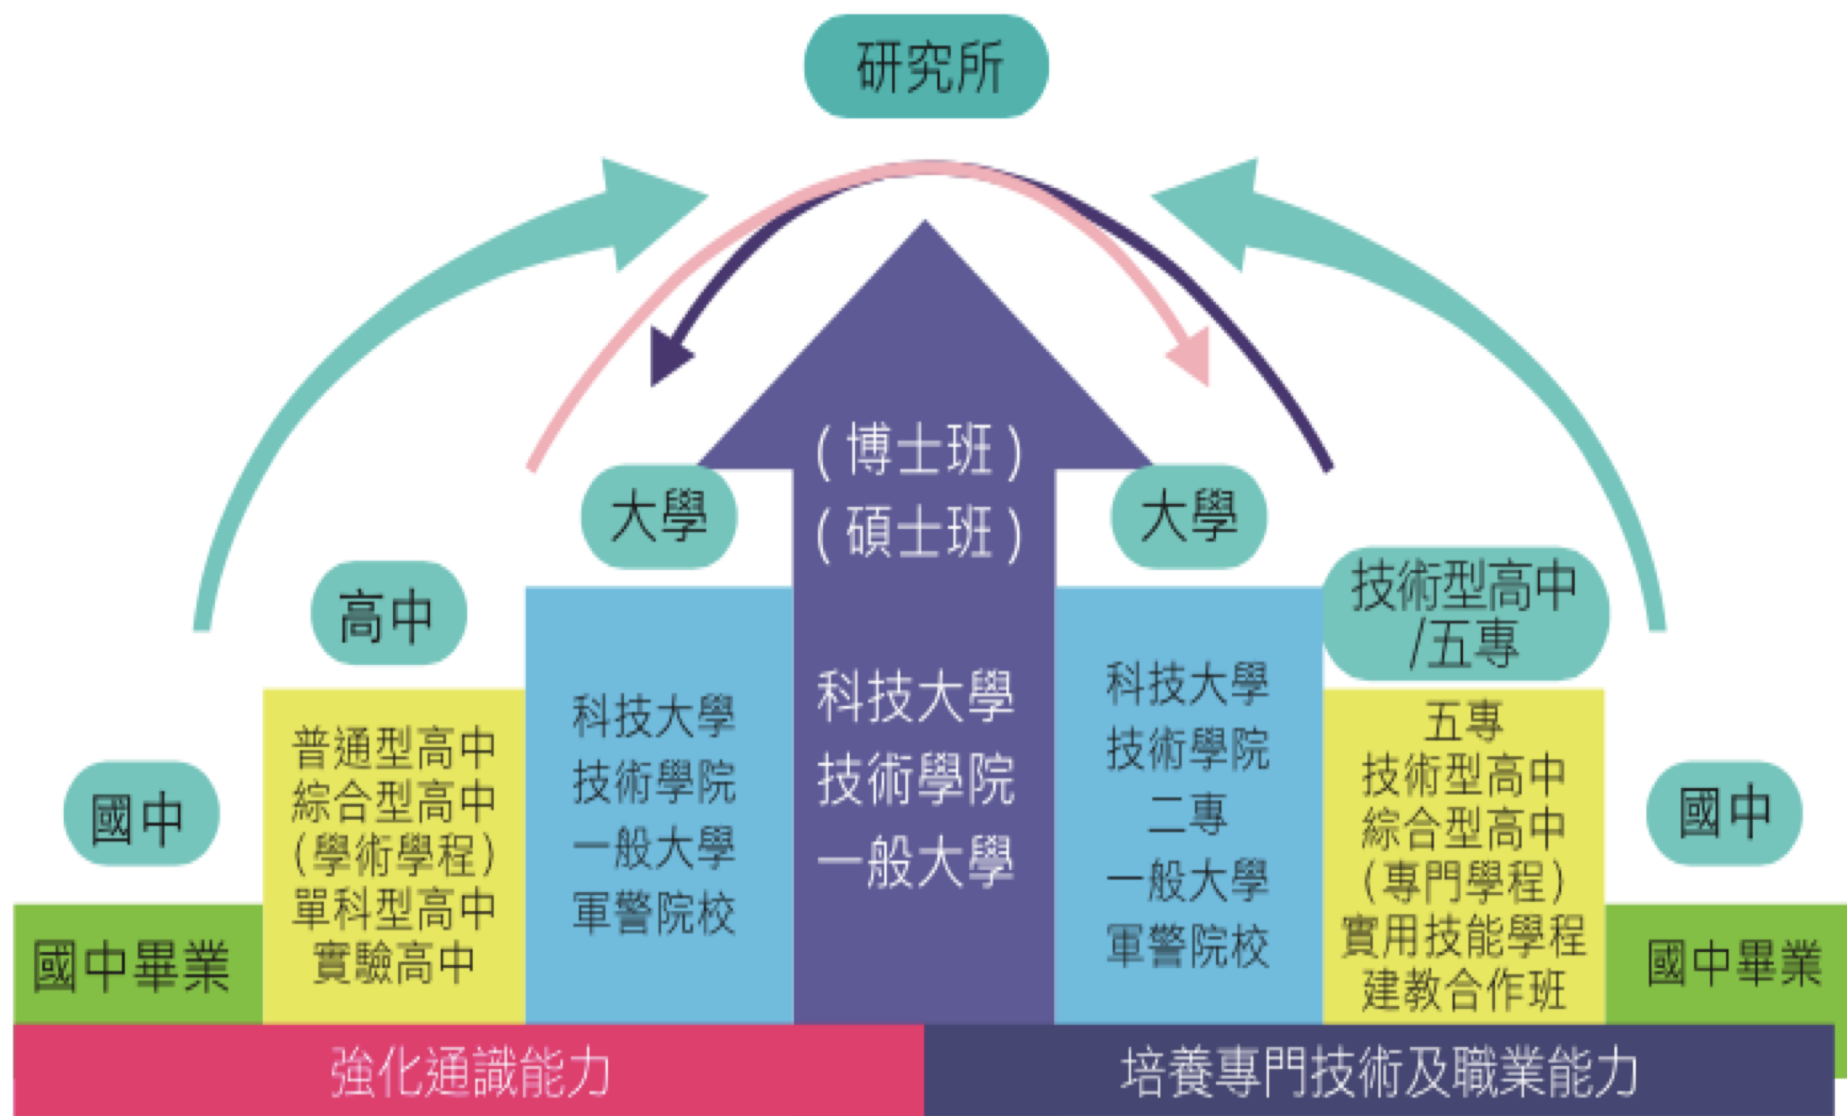 研究所
(博士班)
(碩士班)
科技大學
技術學院
一般大學
大學
科技大學
技術學院
一般大學
軍警院校
高中
普通型高中
綜合型高中
(學術學程)
單科型高中
實驗高中
國中
國中畢業
大學
科技大學
技術學院
二專
一般大學
軍警院校
技術型高中
/五專
五專
技術型高中
綜合型高中
(專門學程)
實用技能學程
建教合作班
國中
國中畢業
強化通識能力
培養專門技術及職業能力